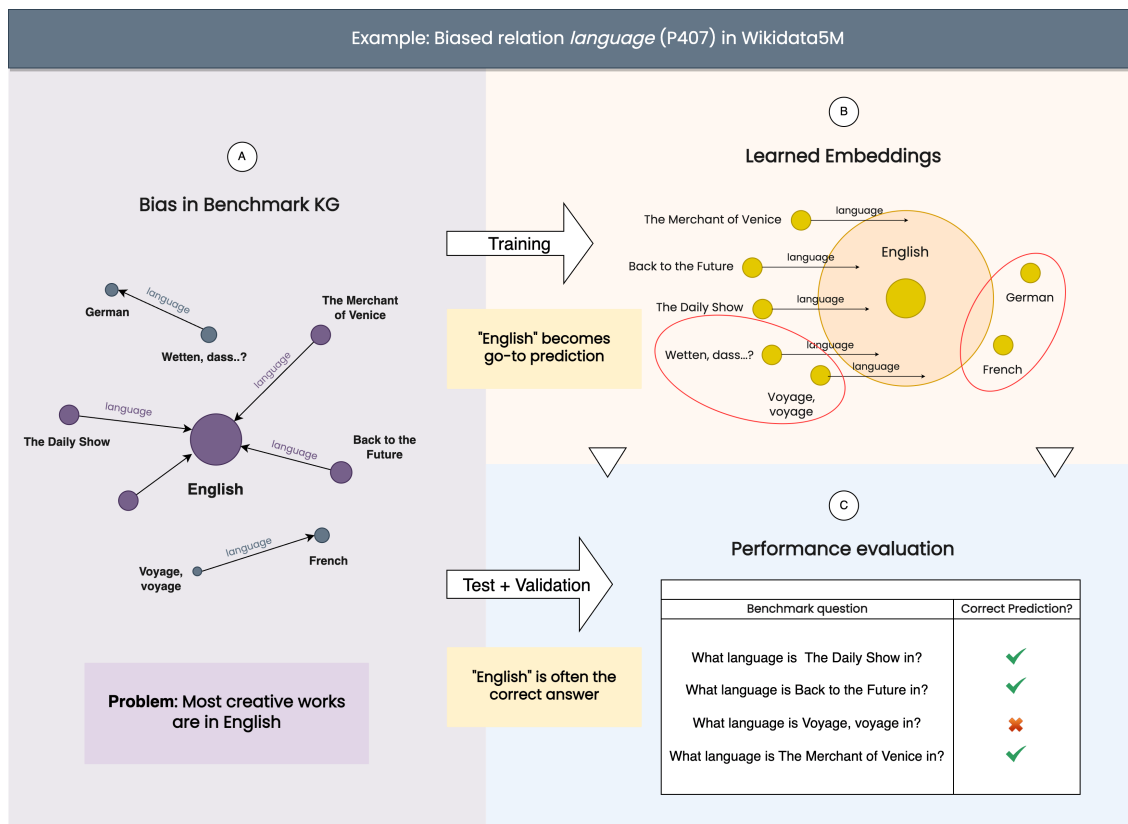 Example: Biased relation language (P407) in Wikidata5M
A
Bias in Benchmark KG
German
language
Wetten, dass..?
The Merchant
of Venice
language
language
The Daily Show
language
Back to the
Future
English
language
Voyage,
voyage
French
Problem: Most creative works
are in English
Training
"English" becomes
go-to prediction
Test + Validation
"English" is often the
correct answer
B
Learned Embeddings
The Merchant of Venice
language
Back to the Future
language
The Daily Show
language
Wetten, dass...?
language
Voyage,
voyage
language
English
German
French
C
Performance evaluation
Benchmark question
Correct Prediction?
What language is The Daily Show in?
What language is Back to the Future in?
What language is Voyage, voyage in?
What language is The Merchant of Venice in?